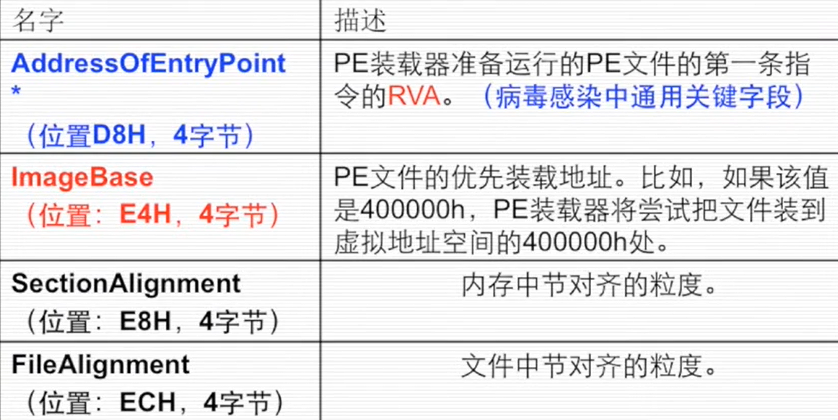 名字
描述
AddressOfEntryPoint
*
（位置D8H，4字节）
PE装载器准备运行的PE文件的第一条指
令的RVA。（病毒感染中通用关键字段）
ImageBase
（位置：E4H，4字节）
PE文件的优先装载地址。比如，如果该值
是400000h，PE装载器将尝试把文件装到
虚拟地址空间的400000h处。
SectionAlignment
（位置：E8H，4字节）
内存中节对齐的粒度。
FileAlignment
（位置：ECH，4字节）
文件中节对齐的粒度。